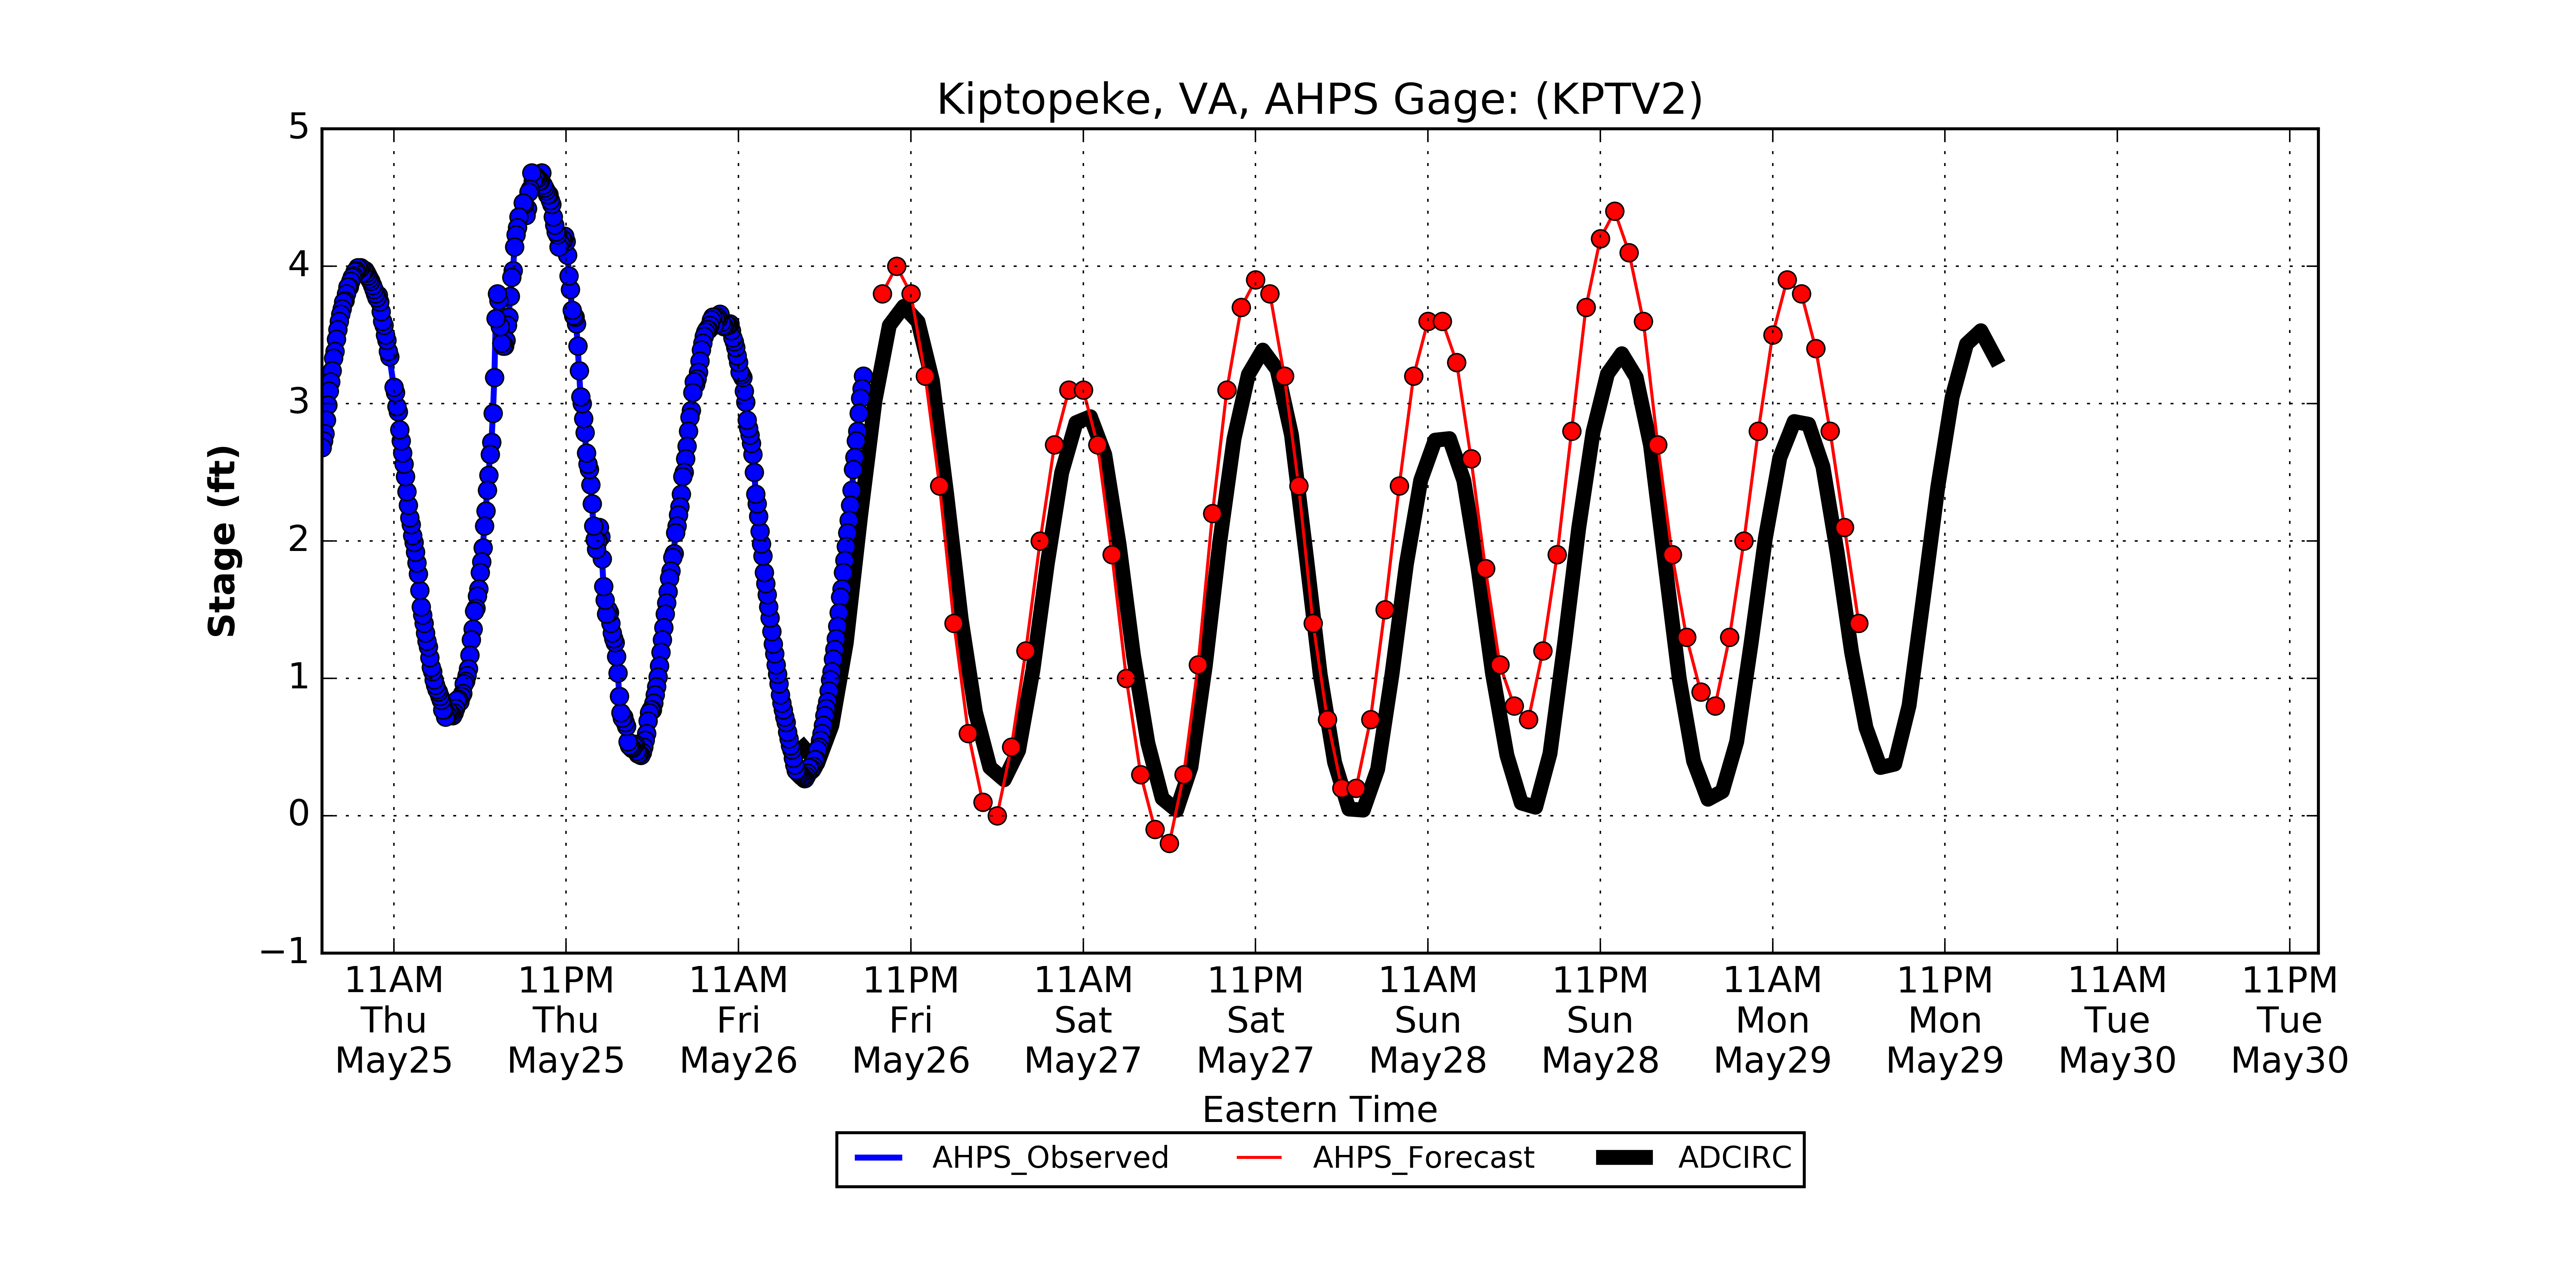 Kiptopeke, VA, AHPS Gage: (KPTV2)
5
4
3
2
1
0
−1
Stage (ft)
11AM 11PM 11AM 11PM 11AM 11PM 11AM 11PM 11AM 11PM 11AM 11PM
Thu Thu Fri Fri Sat Sat Sun Sun Mon Mon Tue Tue
May25 May25 May26 May26 May27 May27 May28 May28 May29 May29 May30 May30
Eastern Time
AHPS_Observed AHPS_Forecast ADCIRC